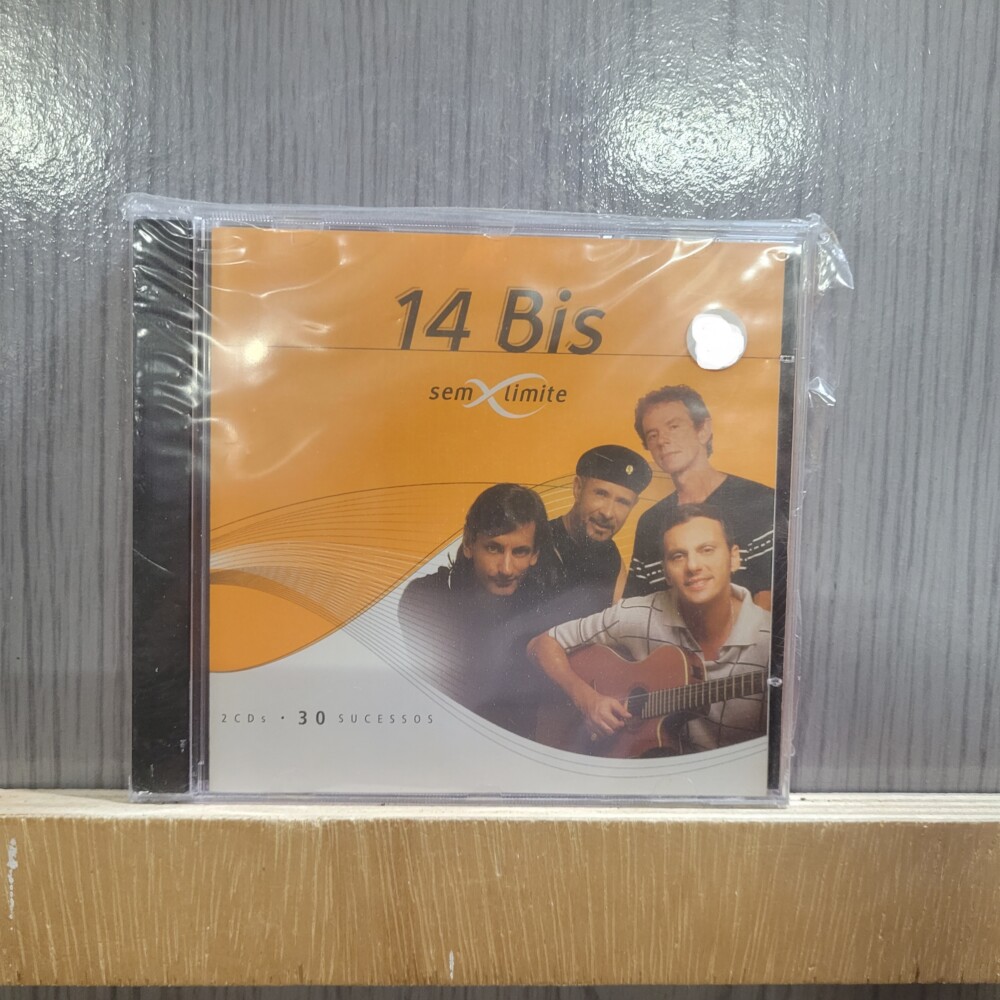 14 Bis
sem limite
2CDs • 30 SUCESSOS